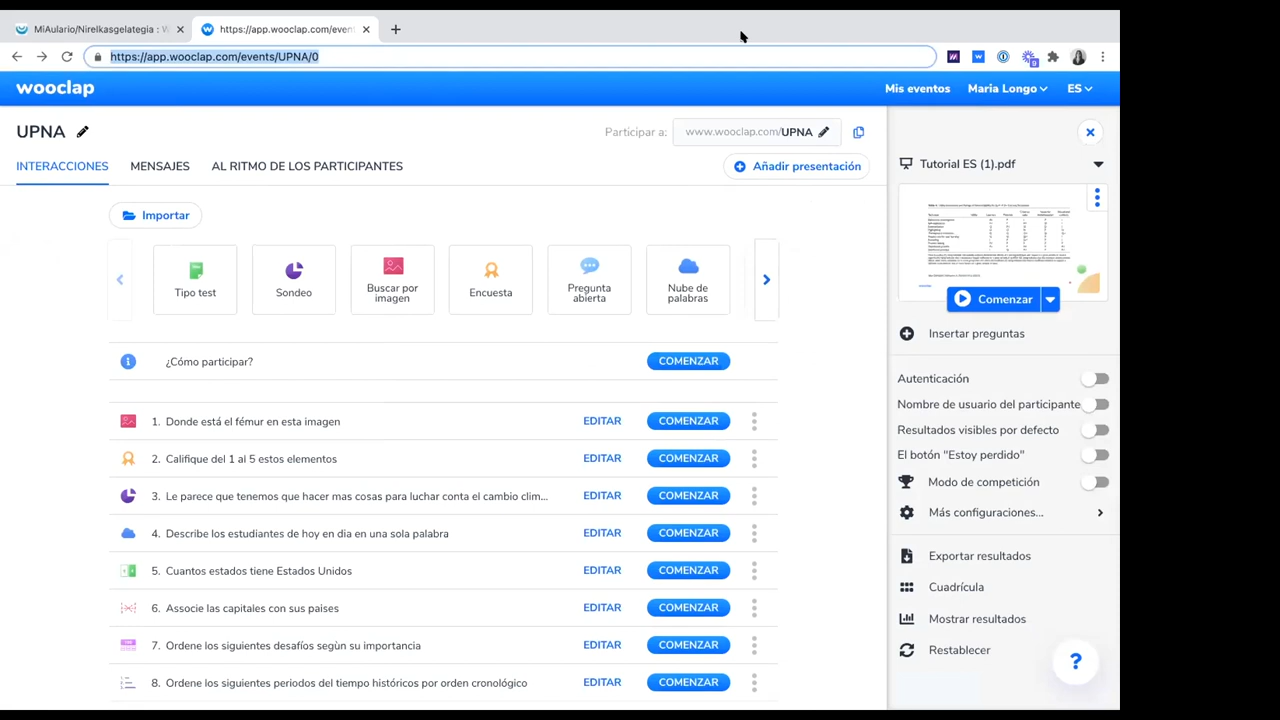 MiAulario/Nirelkasgelategia : W
https://app.wooclap.com/even
https://app.wooclap.com/events/UPNA/0
wooclap
Mis eventos
Maria Longo
ES
UPNA
Participar a:
www.wooclap.com/UPNA
INTERACCIONES
MENSAJES
AL RITMO DE LOS PARTICIPANTES
Añadir presentación
Importar
Tipo test
Sondeo
Buscar por
imagen
Encuesta
Pregunta
abierta
Nube de
palabras
¿Cómo participar?
COMENZAR
1. Donde está el fémur en esta imagen
EDITAR
COMENZAR
2. Califique del 1 al 5 estos elementos
EDITAR
COMENZAR
3. Le parece que tenemos que hacer mas cosas para luchar conta el cambio clim...
EDITAR
COMENZAR
4. Describe los estudiantes de hoy en dia en una sola palabra
EDITAR
COMENZAR
5. Cuantos estados tiene Estados Unidos
EDITAR
COMENZAR
6. Associe las capitales con sus paises
EDITAR
COMENZAR
7. Ordene los siguientes desafíos segùn su importancia
EDITAR
COMENZAR
8. Ordene los siguientes periodos del tiempo históricos por orden cronológico
EDITAR
COMENZAR
Tutorial ES (1).pdf
Comenzar
Insertar preguntas
Autenticación
Nombre de usuario del participante
Resultados visibles por defecto
El botón "Estoy perdido"
Modo de competición
Más configuraciones...
Exportar resultados
Cuadrícula
Mostrar resultados
Restablecer
?